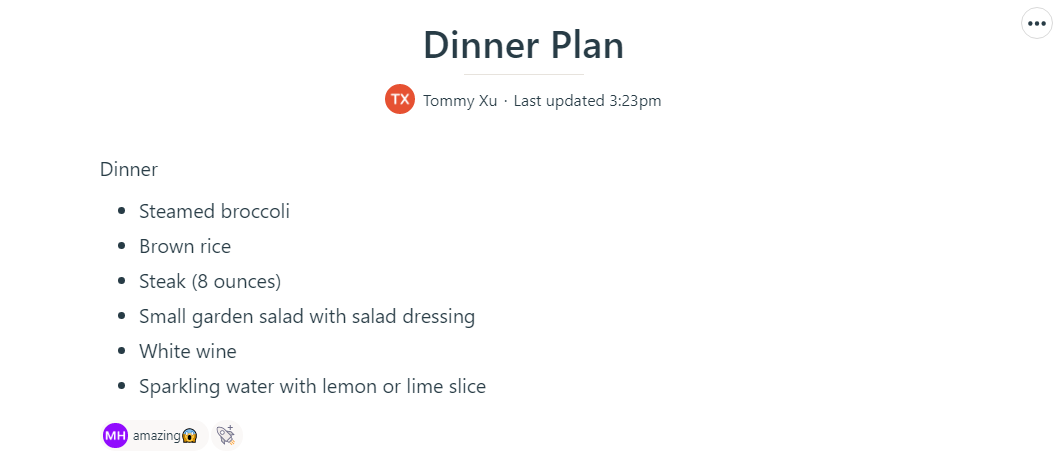 Dinner Plan
TX Tommy Xu · Last updated 3:23pm
Dinner
• Steamed broccoli
• Brown rice
• Steak (8 ounces)
• Small garden salad with salad dressing
• White wine
• Sparkling water with lemon or lime slice
MH amazing😱